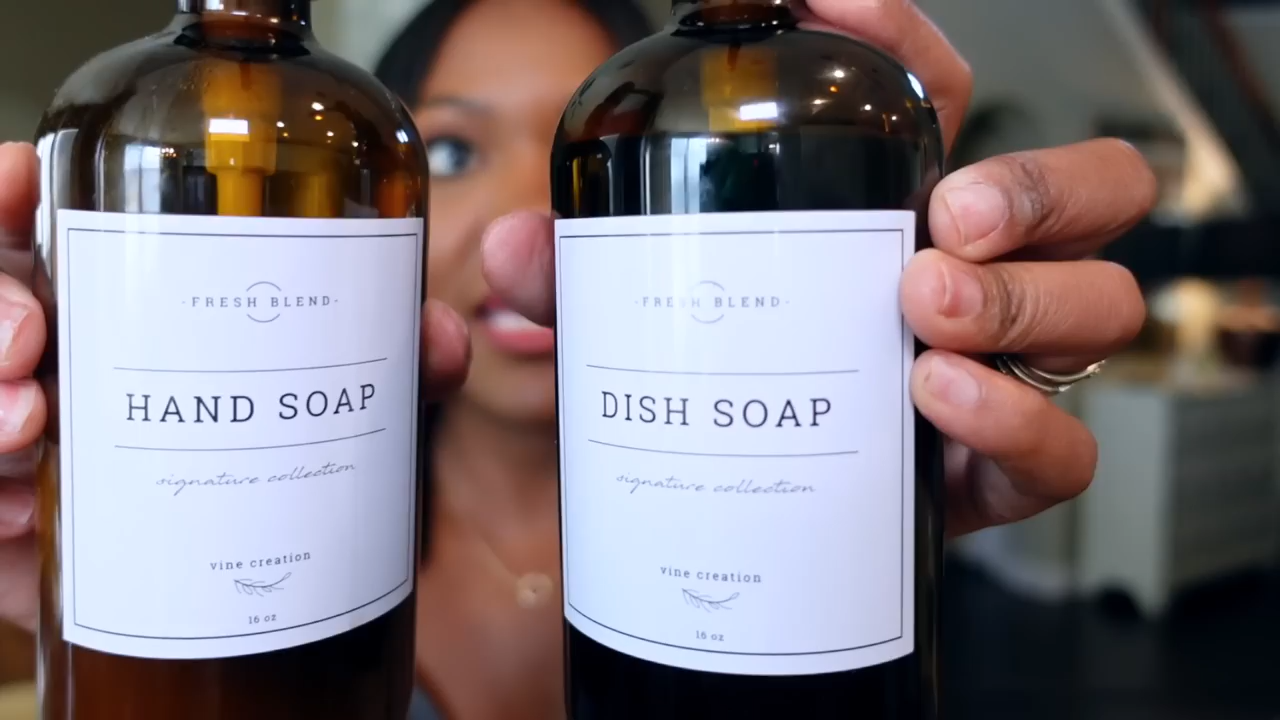 -FRESH BLEND-
HAND SOAP
signature collection
vine creation
16 oz
-FRESH BLEND-
DISH SOAP
signature collection
vine creation
16 oz